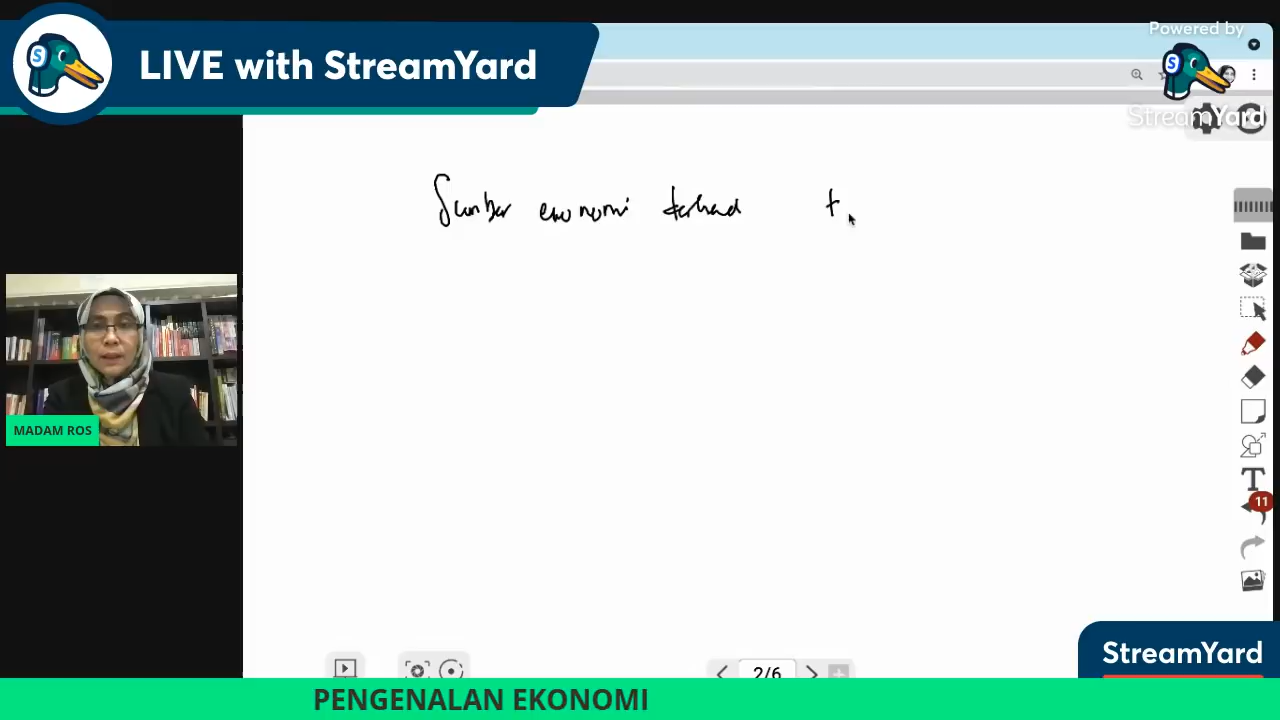 Powered by
LIVE with StreamYard
StreamYard
Sumber ekonomi terhad t
MADAM ROS
T
11
2/6
StreamYard
PENGENALAN EKONOMI